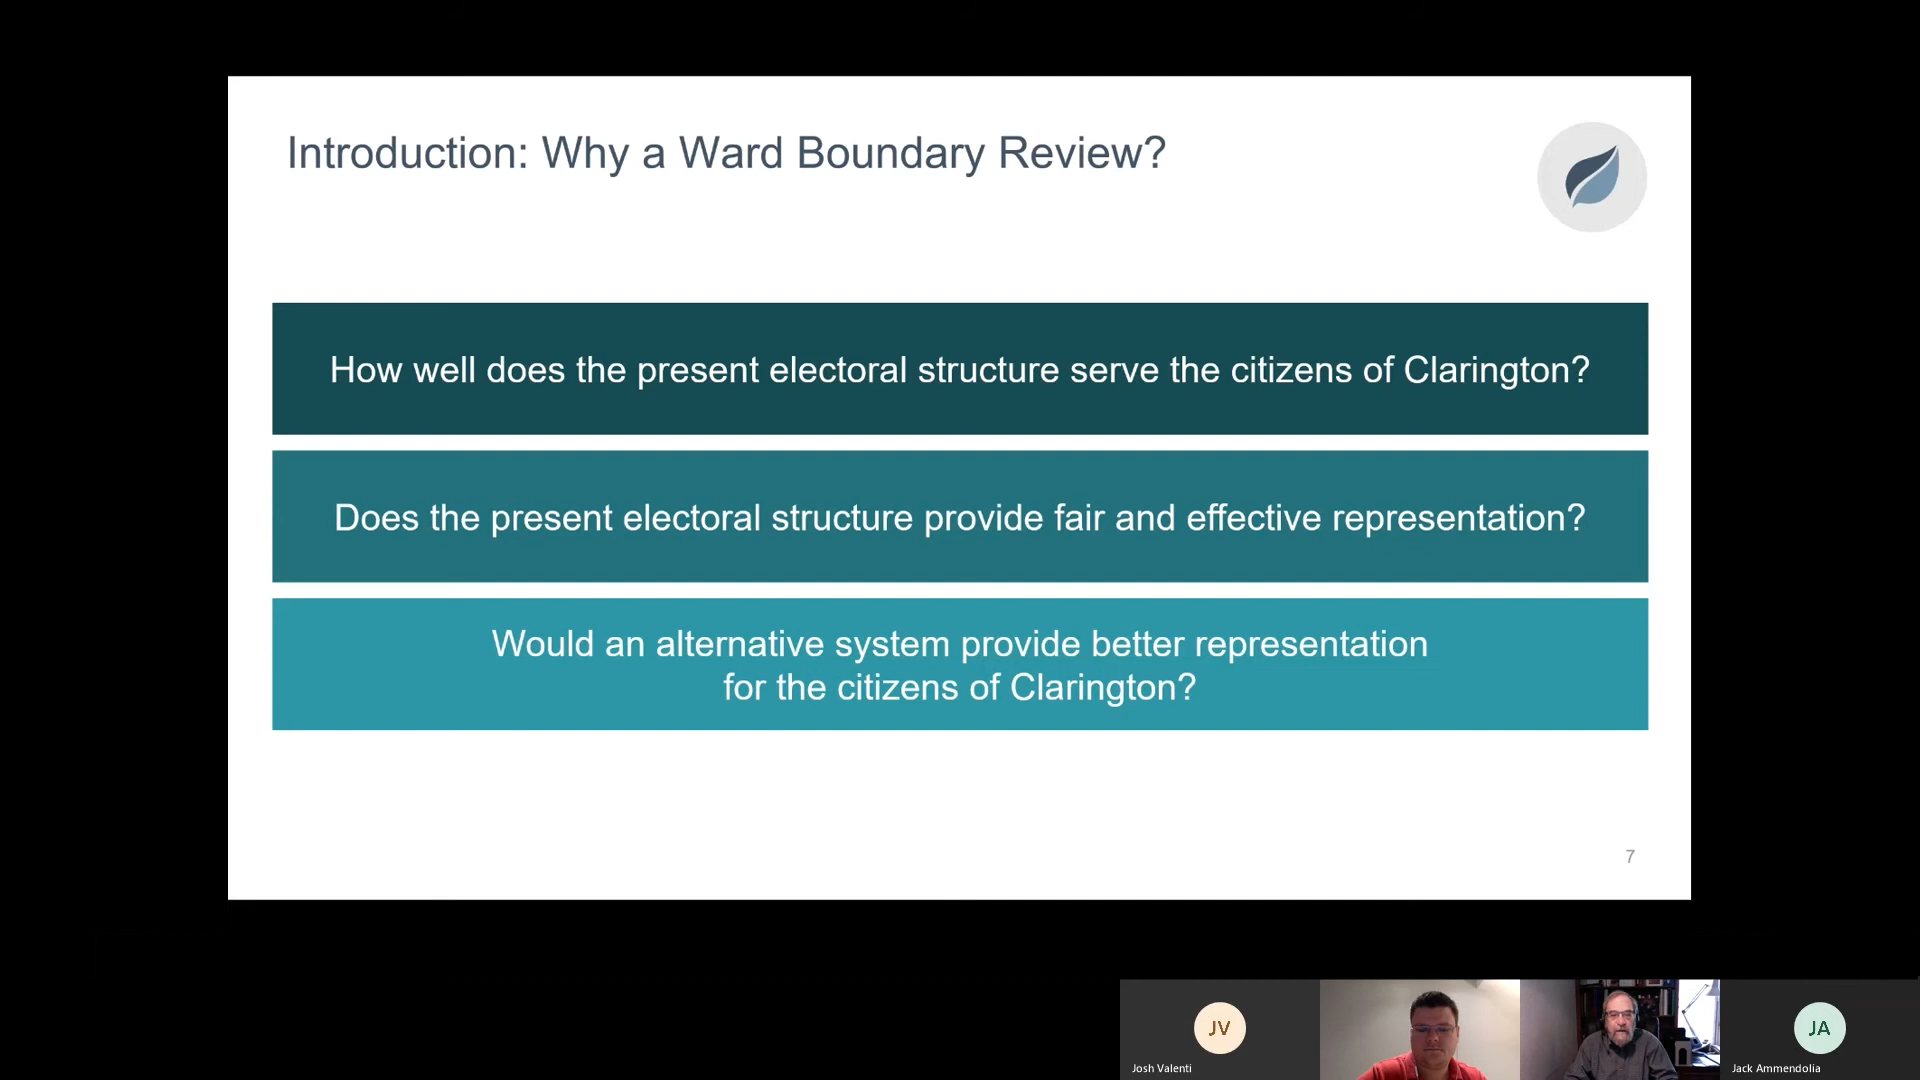 Introduction: Why a Ward Boundary Review?
How well does the present electoral structure serve the citizens of Clarington?
Does the present electoral structure provide fair and effective representation?
Would an alternative system provide better representation
for the citizens of Clarington?
7
JV
Josh Valenti
JA
Jack Ammendolia